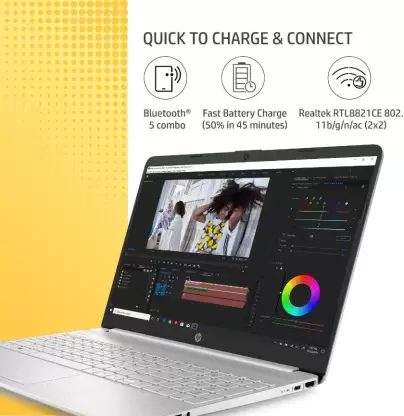 QUICK TO CHARGE & CONNECT
Bluetooth®
5 combo
Fast Battery Charge
(50% in 45 minutes)
Realtek RTL8821CE 802.
11b/g/n/ac (2x2)
hp